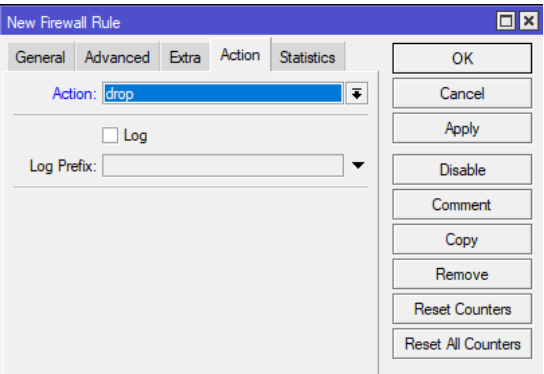 New Firewall Rule
General Advanced Extra Action Statistics
Action: drop
Log
Log Prefix:
OK
Cancel
Apply
Disable
Comment
Copy
Remove
Reset Counters
Reset All Counters